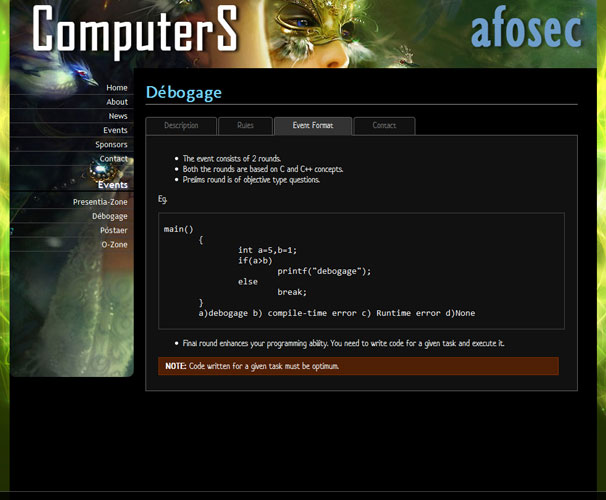 ComputerS
afosec
Home
About
News
Events
Sponsors
Contact
Events
Presentia-Zone
Débogage
Póstaer
O-Zone
Débogage
Description Rules Event Format Contact
The event consists of 2 rounds.
Both the rounds are based on C and C++ concepts.
Prelims round is of objective type questions.
Eg.
main()
{
int a=5,b=1;
if(a>b)
printf("debogage");
else
break;
}
a)debogage b) compile-time error c) Runtime error d)None
Final round enhances your programming ability. You need to write code for a given task and execute it.
NOTE: Code written for a given task must be optimum.